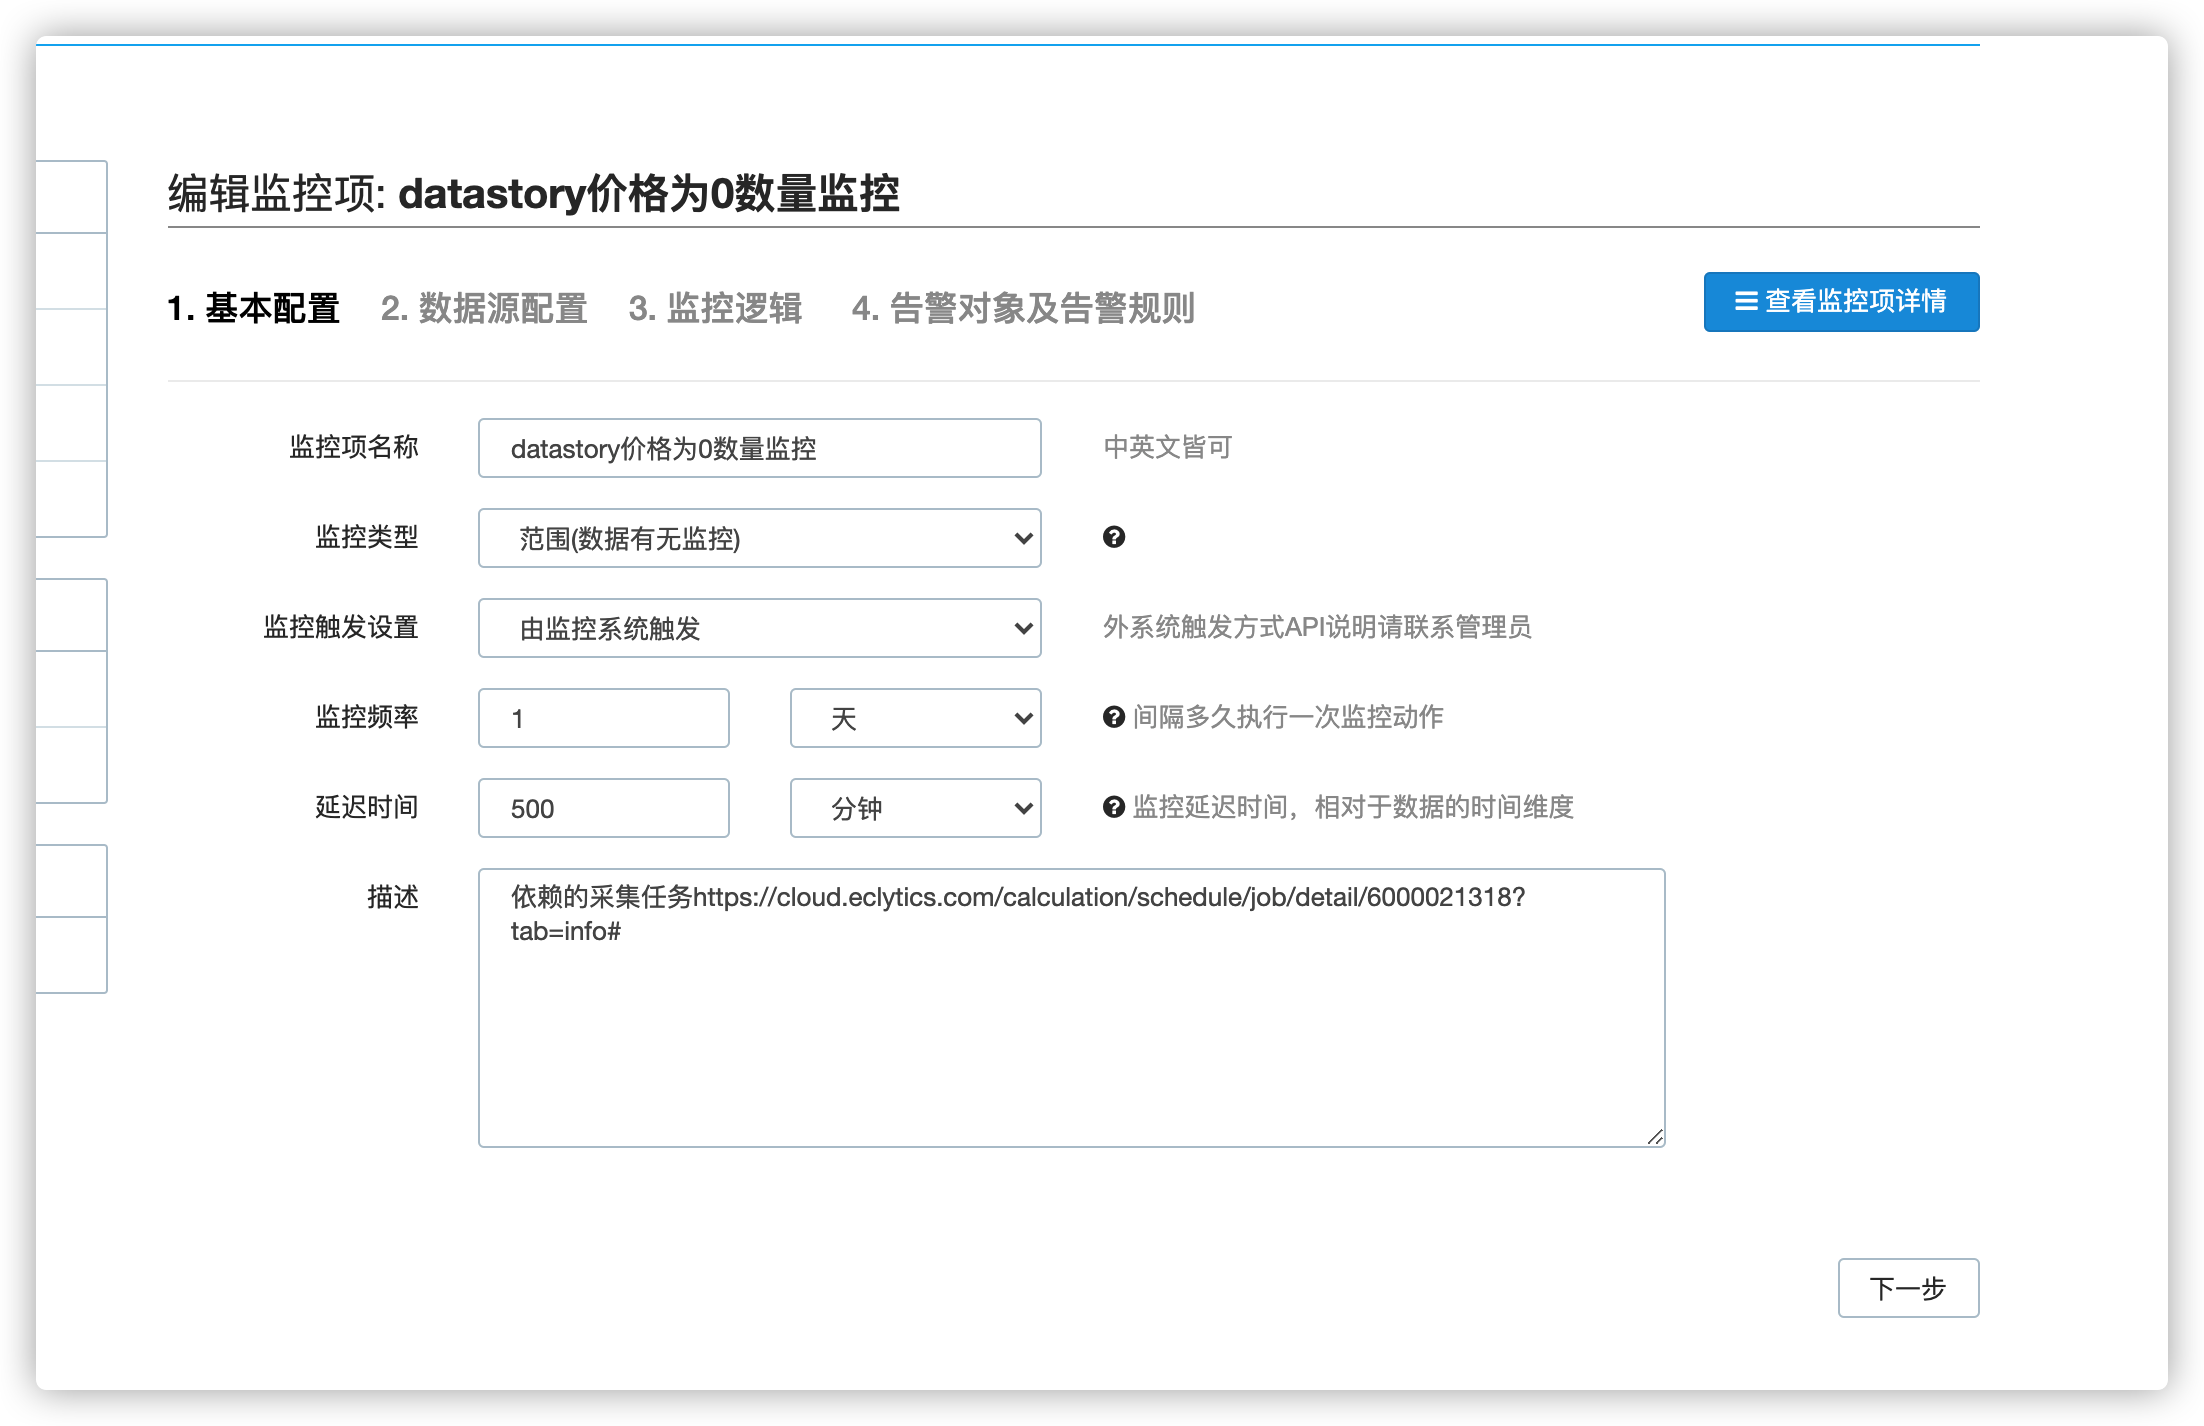 编辑监控项: datastory价格为0数量监控
1. 基本配置 2. 数据源配置 3. 监控逻辑 4. 告警对象及告警规则 查看监控项详情
监控项名称 datastory价格为0数量监控 中英文皆可
监控类型 范围(数据有无监控)
监控触发设置 由监控系统触发 外系统触发方式API说明请联系管理员
监控频率 1 天 间隔多久执行一次监控动作
延迟时间 500 分钟 监控延迟时间，相对于数据的时间维度
描述 依赖的采集任务https://cloud.eclytics.com/calculation/schedule/job/detail/6000021318?
tab=info#
下一步